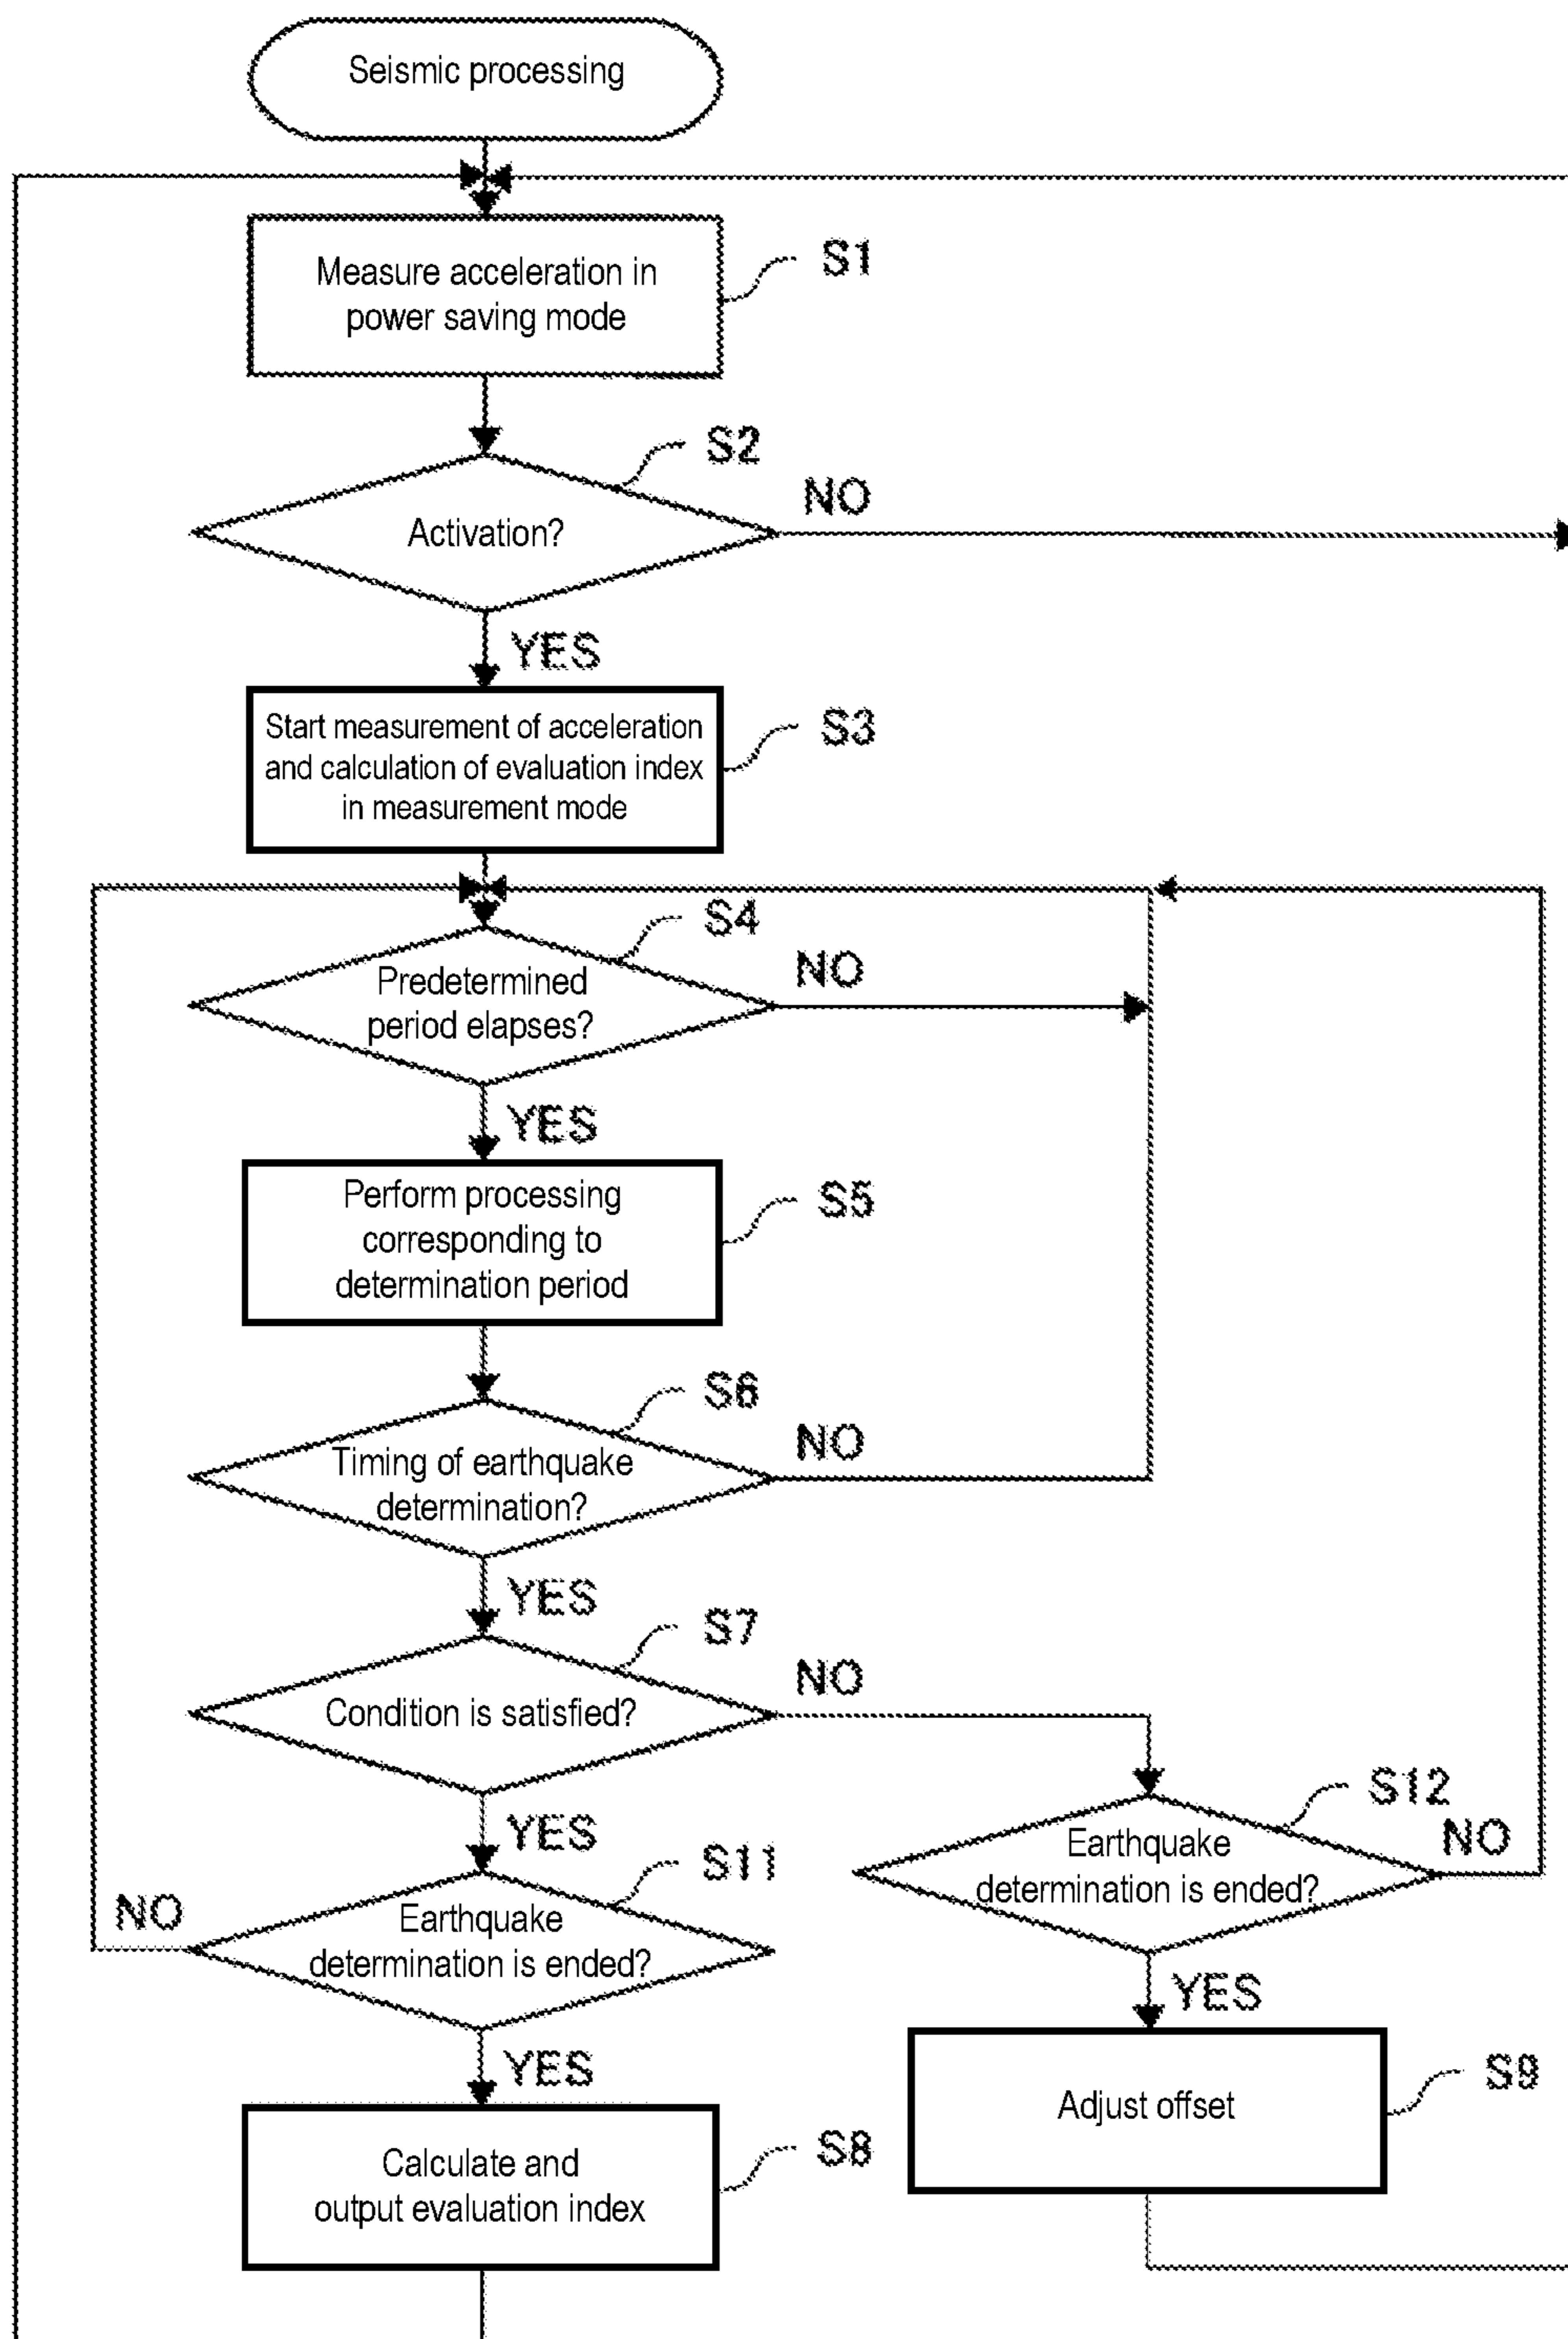 Seismic processing
Measure acceleration in
power saving mode
S1
S2
Activation?
NO
YES
Start measurement of acceleration
and calculation of evaluation index
in measurement mode
S3
S4
Predetermined
period elapses?
NO
YES
Perform processing
corresponding to
determination period
S5
S6
Timing of earthquake
determination?
NO
YES
S7
Condition is satisfied?
NO
YES
S11
Earthquake
determination is ended?
NO
YES
S12
Earthquake
determination is ended?
NO
YES
Adjust offset
S9
Calculate and
output evaluation index
S8